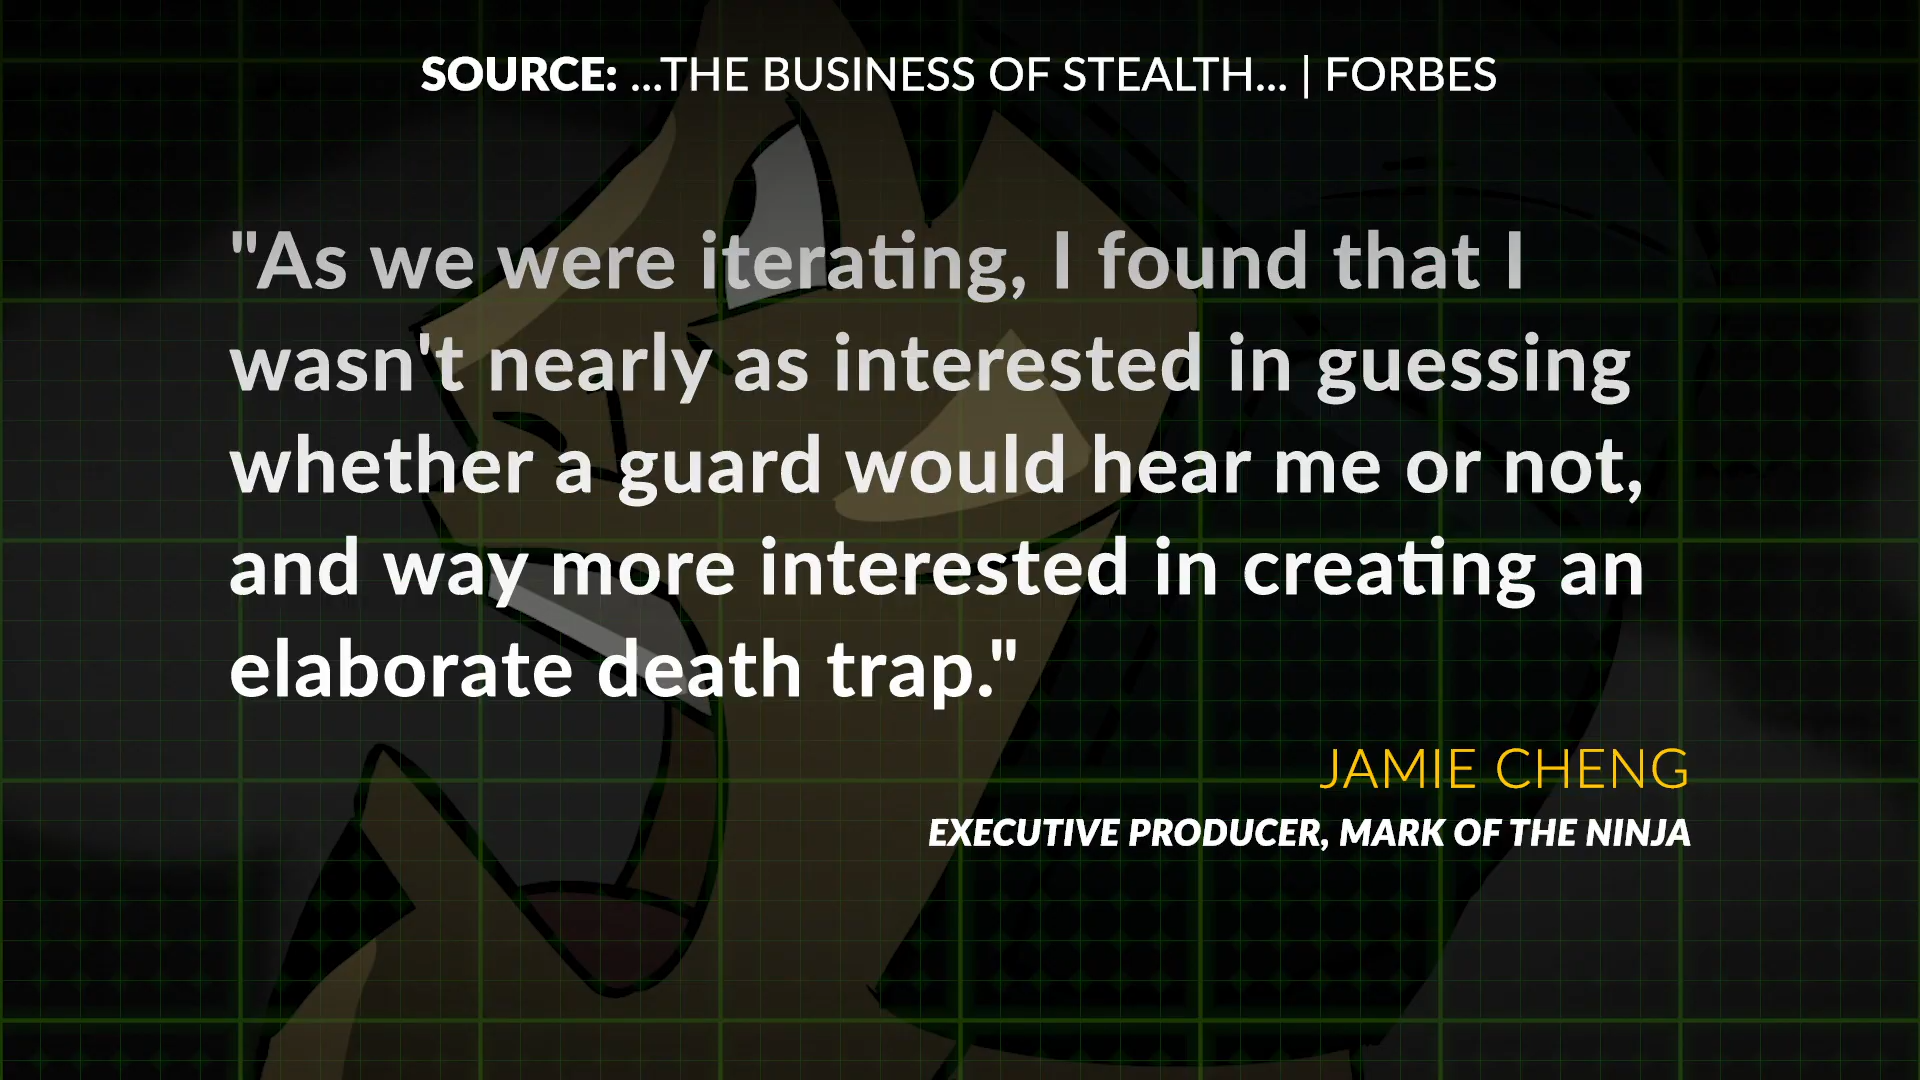 SOURCE: ...THE BUSINESS OF STEALTH... | FORBES
"As we were iterating, I found that I
wasn't nearly as interested in guessing
whether a guard would hear me or not,
and way more interested in creating an
elaborate death trap."
JAMIE CHENG
EXECUTIVE PRODUCER, MARK OF THE NINJA